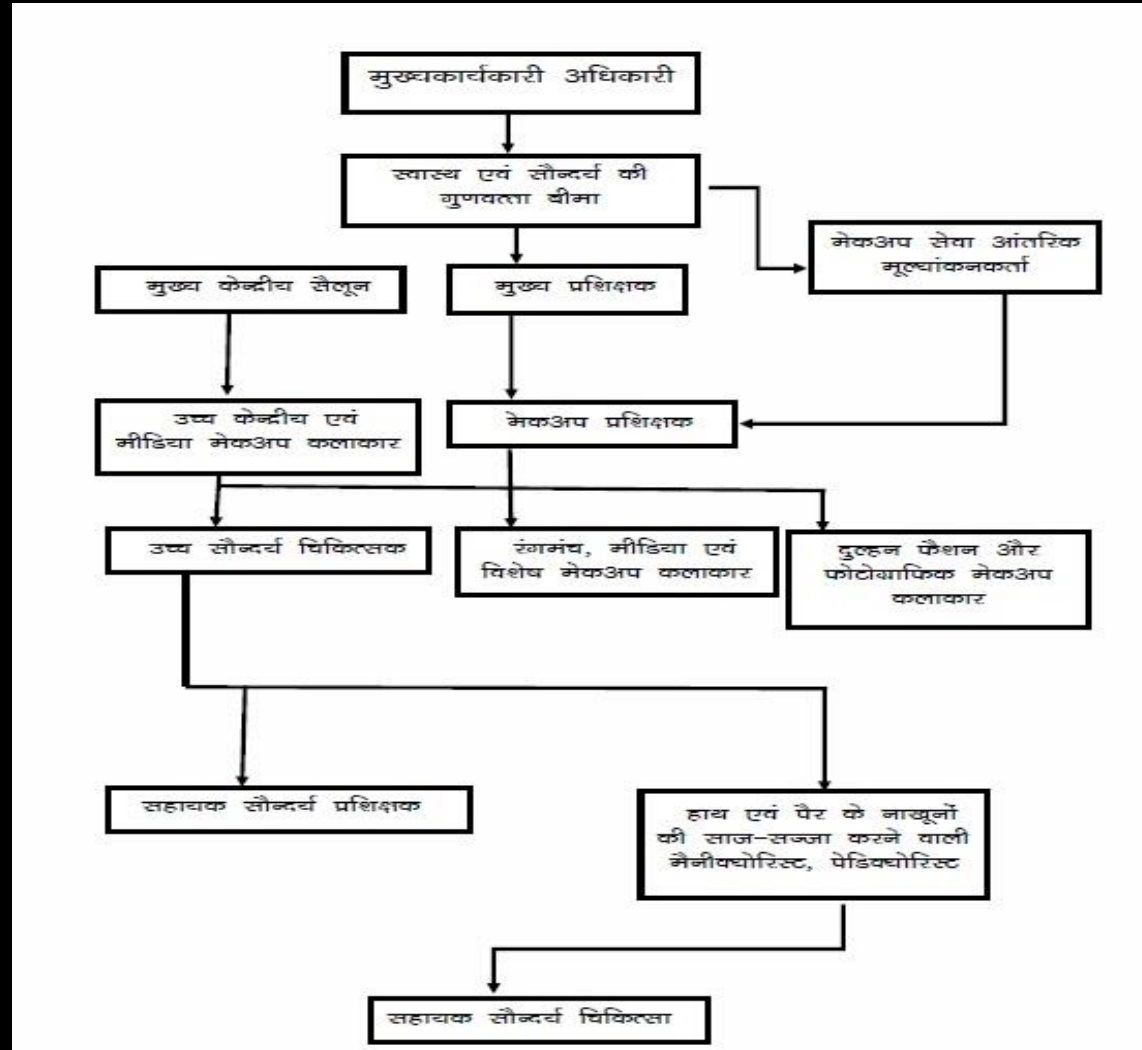 मुख्यकार्यकारी अधिकारी
स्वास्थ एवं सौन्दर्य की
गुणवत्ता बीमा
मेकअप सेवा आंतरिक
मूल्यांकनकर्ता
मुख्य केन्द्रीय सैलून
मुख्य प्रशिक्षक
उच्च केन्द्रीय एवं
मीडिया मेकअप कलाकार
मेकअप प्रशिक्षक
उच्च सौन्दर्य चिकित्सक
रंगमंच, मीडिया एवं
विशेष मेकअप कलाकार
दुल्हन फैशन और
फोटोग्राफिक मेकअप
कलाकार
सहायक सौन्दर्य प्रशिक्षक
हाथ एवं पैर के नाखूनों
की साज-सज्जा करने वाली
मैनीक्योरिस्ट, पेडिक्योरिस्ट
सहायक सौन्दर्य चिकित्सा